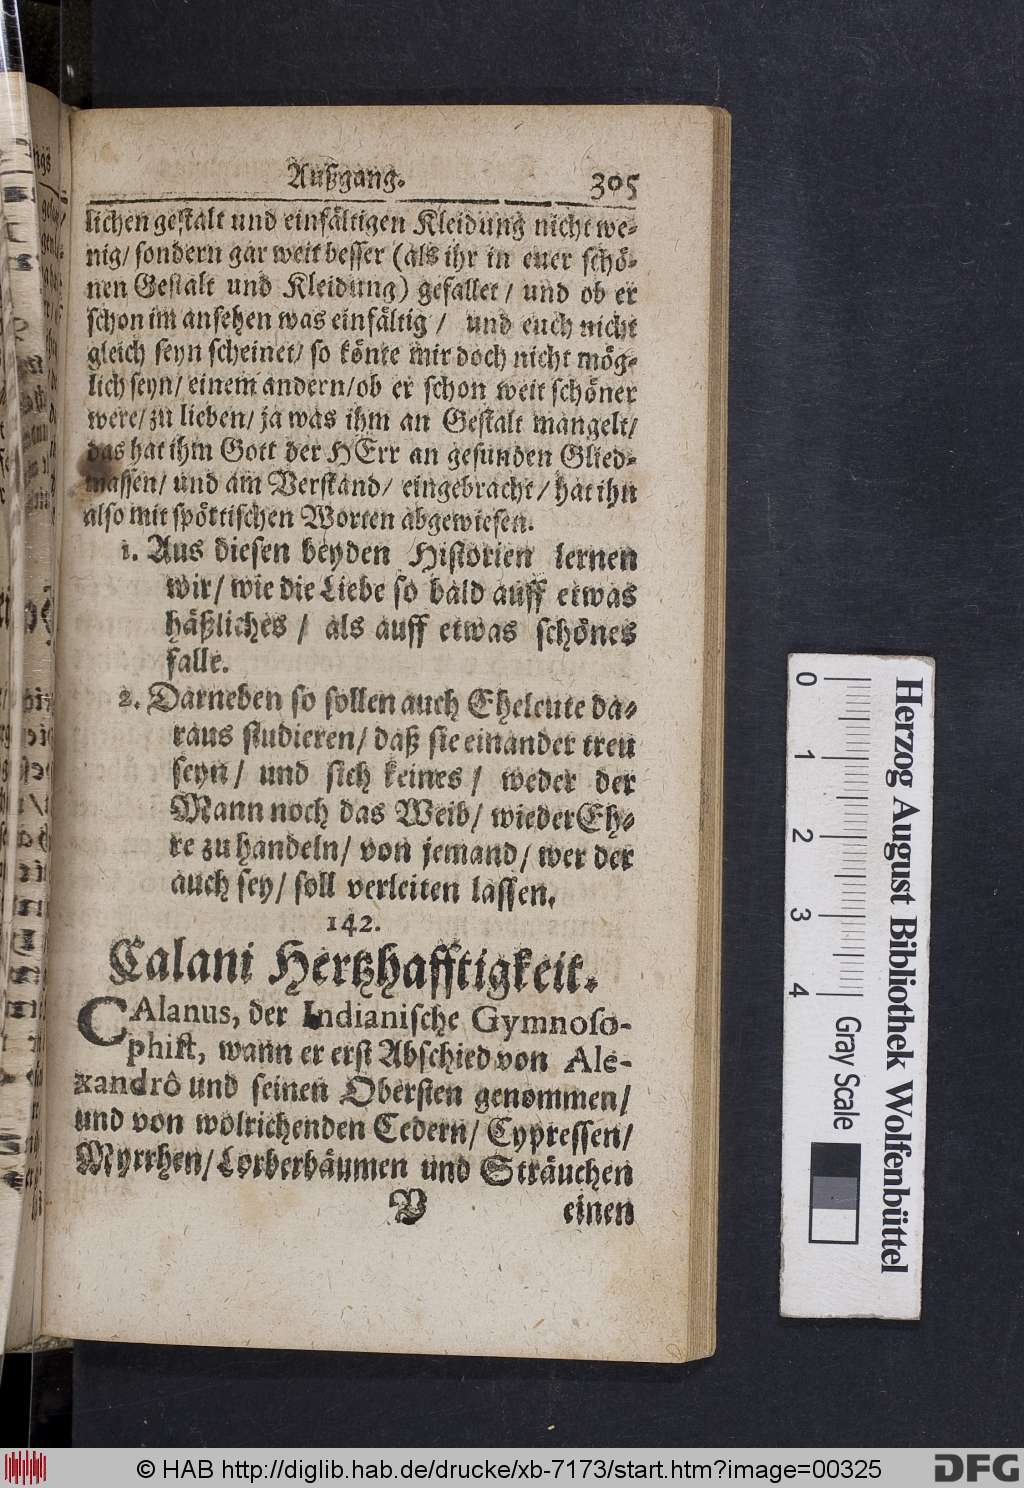 Außgang. 305
lichen gestalt und einfältigen Kleidung nicht we-
nig/ sondern gar weit besser (als ihr in euer schö-
nen Gestalt und Kleidung) gefallet/ und ob er
schon im ansehen was einfältig/ und euch nicht
gleich seyn scheinet/ so könte mir doch nicht mög-
lich seyn/ einem andern/ ob er schon weit schöner
were/ zu lieben/ ja was ihm an Gestalt mangelt/
das hat ihm Gott der HErr an gesunden Glied-
massen/ und am Verstand/ eingebracht/ hat ihn
also mit spöttischen Worten abgewiesen.
1. Aus diesen beyden Historien lernen
wir/ wie die Liebe so bald auff etwas
häßliches/ als auff etwas schönes
falle.
2. Darneben so sollen auch Eheleute da-
raus studieren/ daß sie einander treu
seyn/ und sich keines/ weder der
Mann noch das Weib/ wieder Eh-
re zu handeln/ von jemand/ wer der
auch sey/ soll verleiten lassen.
142.
Calani Hertzhafftigkeit.
CAlanus, der Indianische Gymnoso-
phist, wann er erst Abschied von Ale-
xandrô und seinen Obersten genommen/
und von wolrichenden Cedern/ Cypressen/
Myrrhen/ Lorberbäumen und Sträuchen
V einen
0 1 2 3 4
Herzog August Bibliothek Wolfenbüttel
Gray Scale
© HAB http://diglib.hab.de/drucke/xb-7173/start.htm?image=00325
DFG